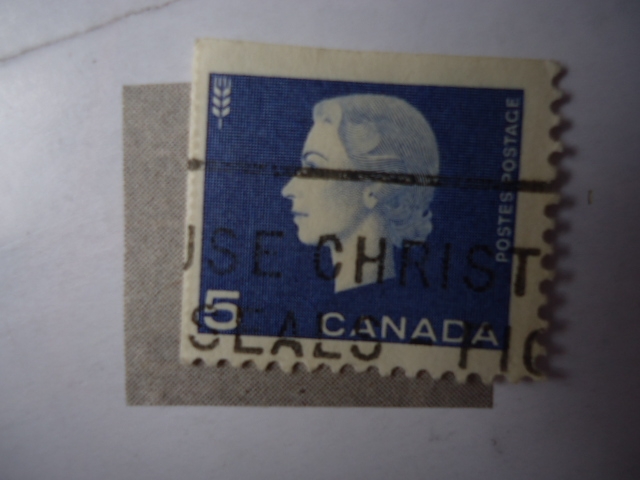 POSTES POSTAGE
USE CHRIST
5
CANADA
SEALS